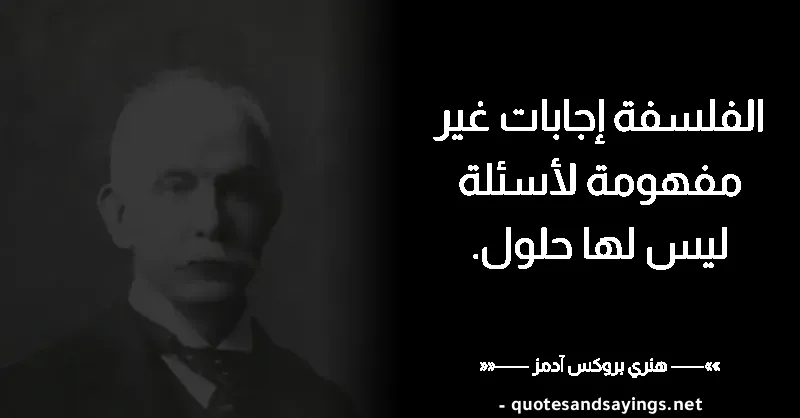 الفلسفة إجابات غير
مفهومة لأسئلة
ليس لها حلول.
»»—— هنري بروكس آدمز ——««
- quotesandsayings.net